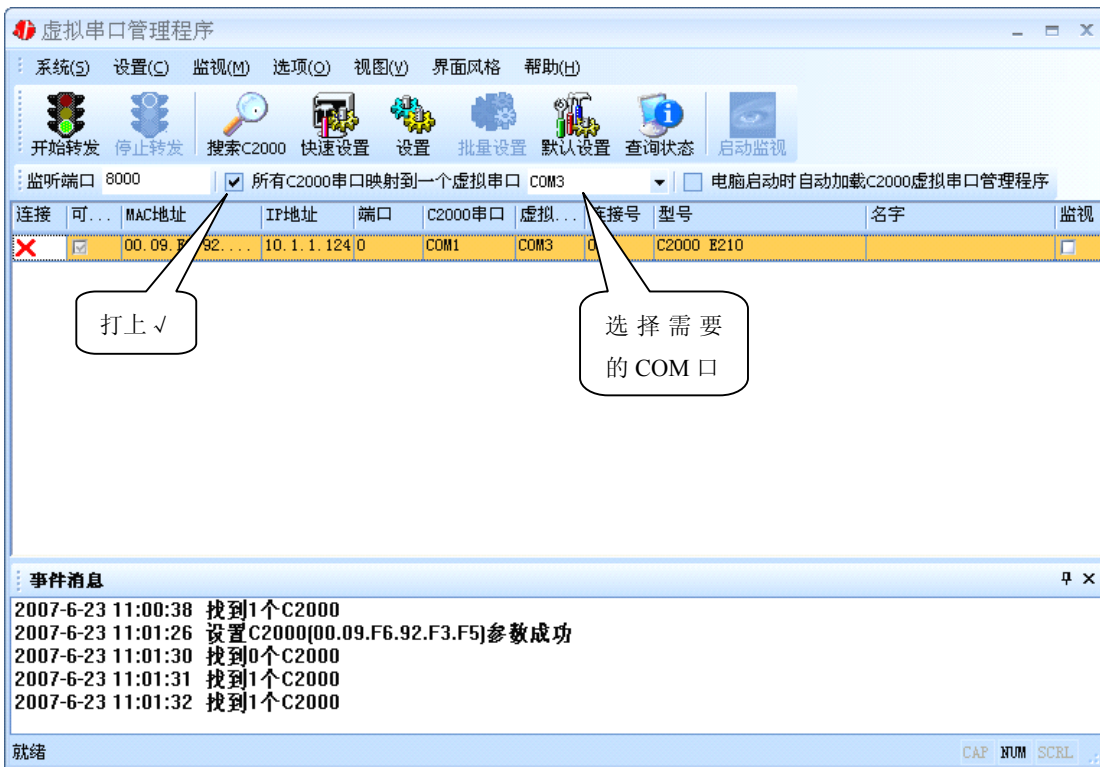 虚拟串口管理程序
系统(S) 设置(C) 监视(M) 选项(O) 视图(V) 界面风格 帮助(H)
开始转发 停止转发 搜索C2000 快速设置 设置 批量设置 默认设置 查询状态 启动监视
监听端口 8000 所有C2000串口映射到一个虚拟串口 COM3 电脑启动时自动加载C2000虚拟串口管理程序
连接 可... MAC地址 IP地址 端口 C2000串口 虚拟... 连接号 型号 名字 监视
00.09. 92.... 10.1.1.124 0 COM1 COM3 0 C2000 E210
打上√
选择需要
的COM口
事件消息
2007-6-23 11:00:38 找到1个C2000
2007-6-23 11:01:26 设置C2000(00.09.F6.92.F3.F5)参数成功
2007-6-23 11:01:30 找到0个C2000
2007-6-23 11:01:31 找到1个C2000
2007-6-23 11:01:32 找到1个C2000
就绪 CAP NUM SCRL